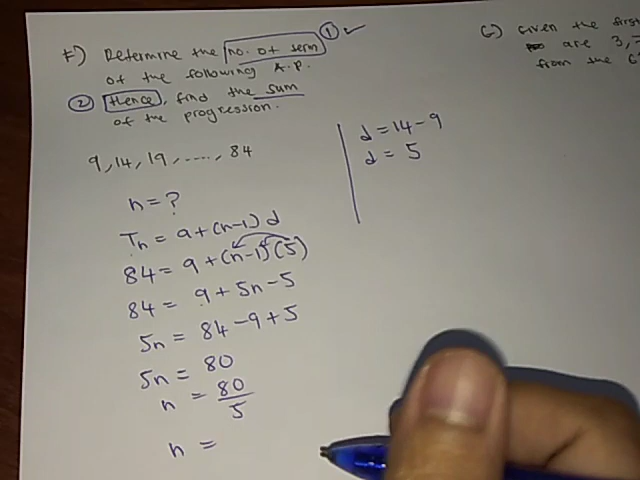 F) Determine the no. of term ① ✓
of the following A.P.
② Hence, find the sum
of the progression.
9, 14, 19, ....., 84
n = ?
Tn = a + (n-1) d
84 = 9 + (n-1)(5)
84 = 9 + 5n - 5
5n = 84 - 9 + 5
5n = 80
n = 80/5
n =
d = 14 - 9
d = 5
G) Given the first
are 3,
from the